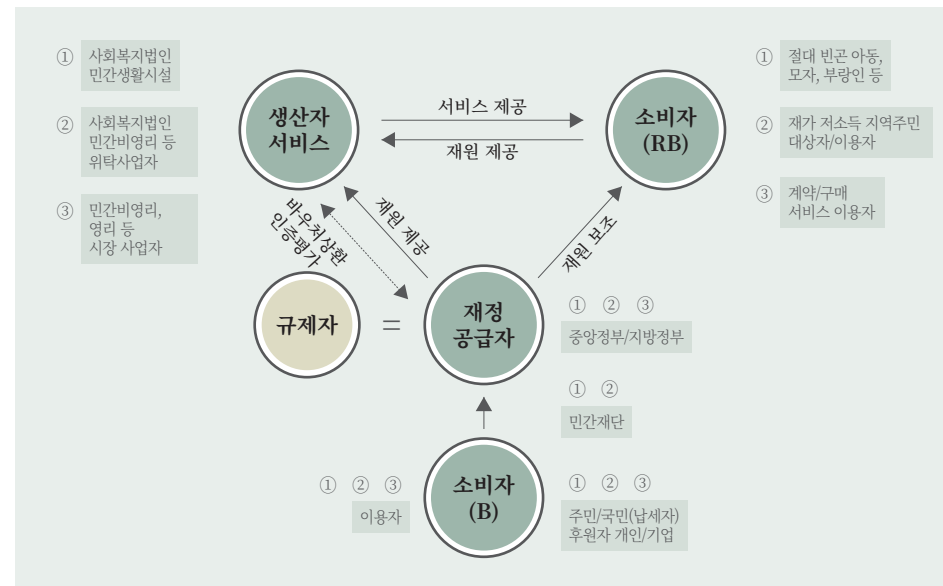 ① 사회복지법인
민간생활시설
② 사회복지법인
민간비영리 등
위탁사업자
③ 민간비영리,
영리 등
시장 사업자
생산자
서비스
서비스 제공
재원 제공
소비자
(RB)
① 절대 빈곤 아동,
모자, 부랑인 등
② 재가 저소득 지역주민
대상자/이용자
③ 계약/구매
서비스 이용자
바우처상환
인증평가
재원 제공
재원 보조
규제자
=
재정
공급자
① ② ③
중앙정부/지방정부
① ②
민간재단
① ② ③
이용자
소비자
(B)
① ② ③
주민/국민(납세자)
후원자 개인/기업